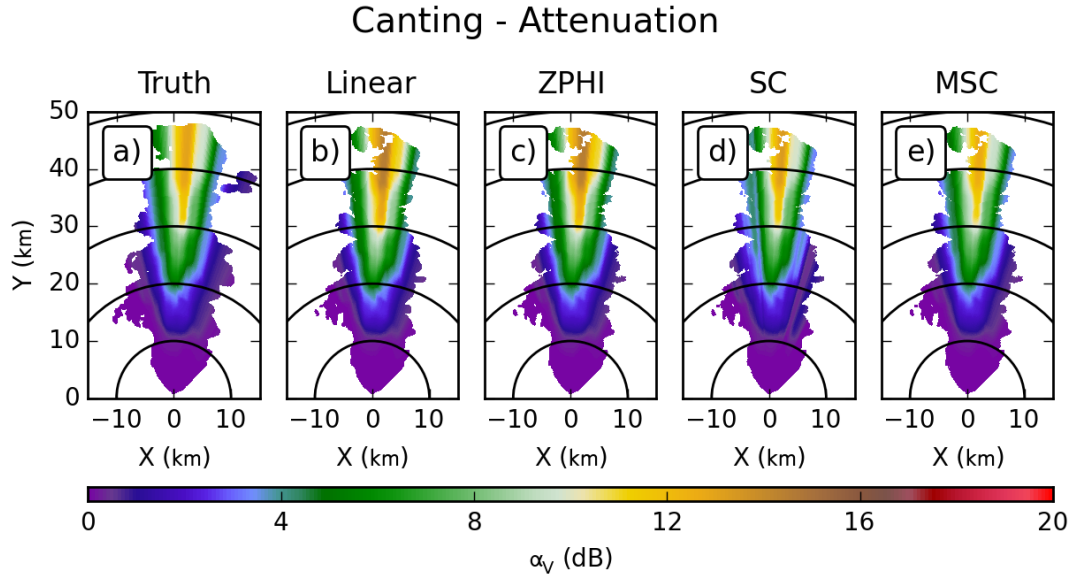 Canting - Attenuation
Truth Linear ZPHI SC MSC
a) b) c) d) e)
50
40
30
20
10
0
Y (km)
−10 0 10 −10 0 10 −10 0 10 −10 0 10 −10 0 10
X (km) X (km) X (km) X (km) X (km)
0 4 8 12 16 20
α_V (dB)